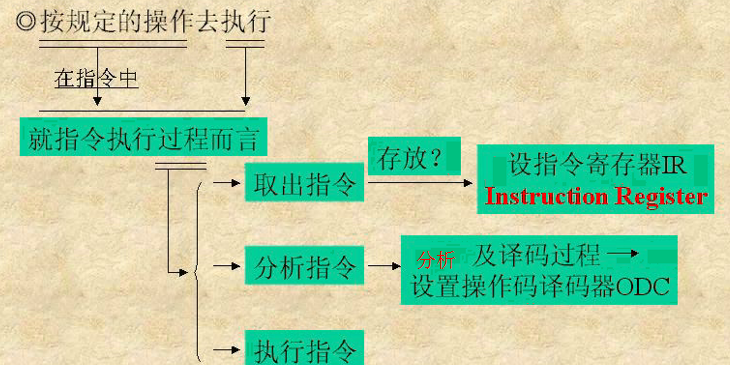 ◎按规定的操作去执行
在指令中
就指令执行过程而言
存放？
取出指令
设指令寄存器IR
Instruction Register
分析指令
分析 及译码过程
设置操作码译码器ODC
执行指令